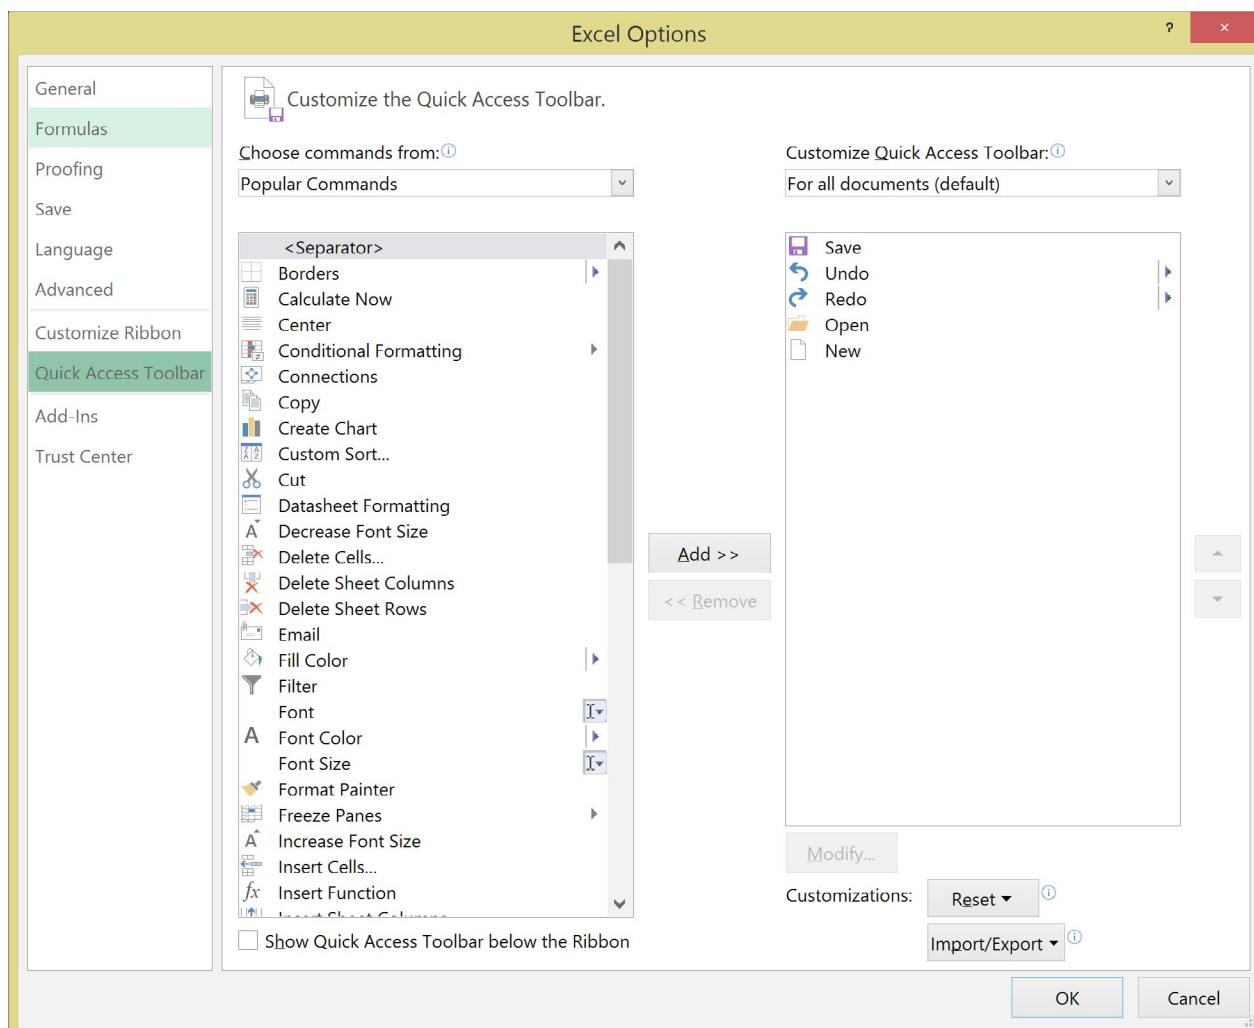 Excel Options
?
General
Formulas
Proofing
Save
Language
Advanced
Customize Ribbon
Quick Access Toolbar
Add-Ins
Trust Center
Customize the Quick Access Toolbar.
Choose commands from:
Popular Commands
<Separator>
Borders
Calculate Now
Center
Conditional Formatting
Connections
Copy
Create Chart
Custom Sort...
Cut
Datasheet Formatting
Decrease Font Size
Delete Cells...
Delete Sheet Columns
Delete Sheet Rows
Email
Fill Color
Filter
Font
Font Color
Font Size
Format Painter
Freeze Panes
Increase Font Size
Insert Cells...
Insert Function
Insert Sheet Columns
Show Quick Access Toolbar below the Ribbon
Add >>
<< Remove
Customize Quick Access Toolbar:
For all documents (default)
Save
Undo
Redo
Open
New
Modify...
Customizations:
Reset
Import/Export
OK
Cancel